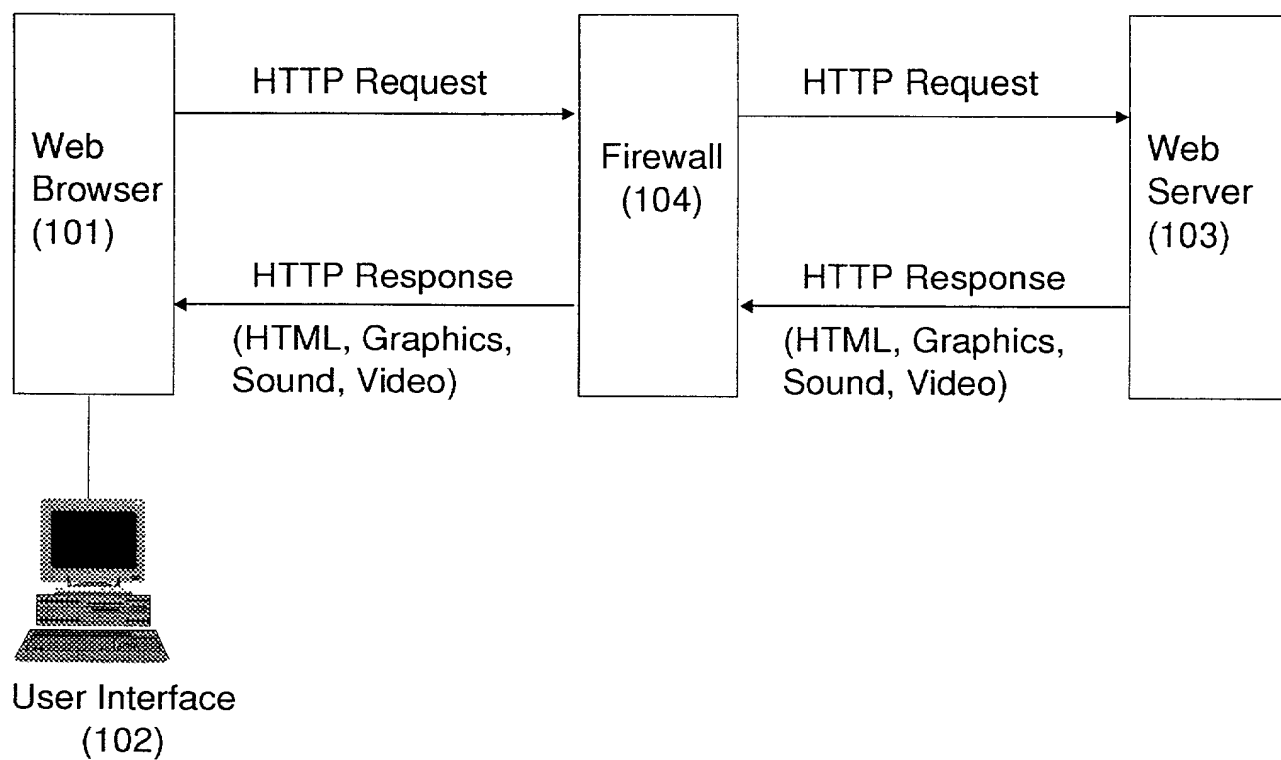 HTTP Request
HTTP Request
Web
Browser
(101)
Firewall
(104)
Web
Server
(103)
HTTP Response
HTTP Response
(HTML, Graphics,
Sound, Video)
(HTML, Graphics,
Sound, Video)
User Interface
(102)